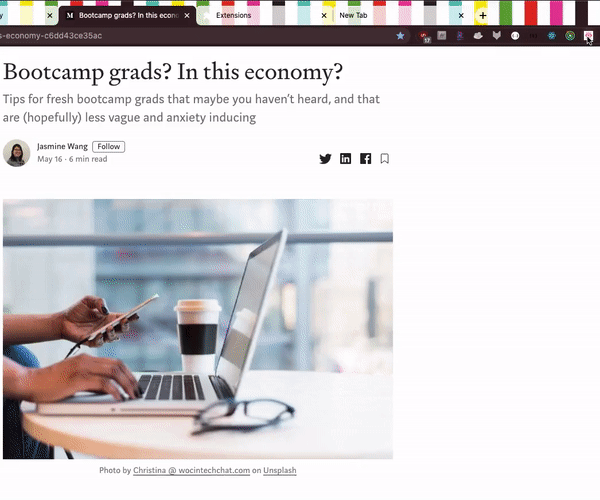 y
Bootcamp grads? In this econo
Extensions
New Tab
s-economy-c6dd43ce35ac
17
Bootcamp grads? In this economy?
Tips for fresh bootcamp grads that maybe you haven't heard, and that
are (hopefully) less vague and anxiety inducing
Jasmine Wang Follow
May 16 · 6 min read
Photo by Christina @ wocintechchat.com on Unsplash